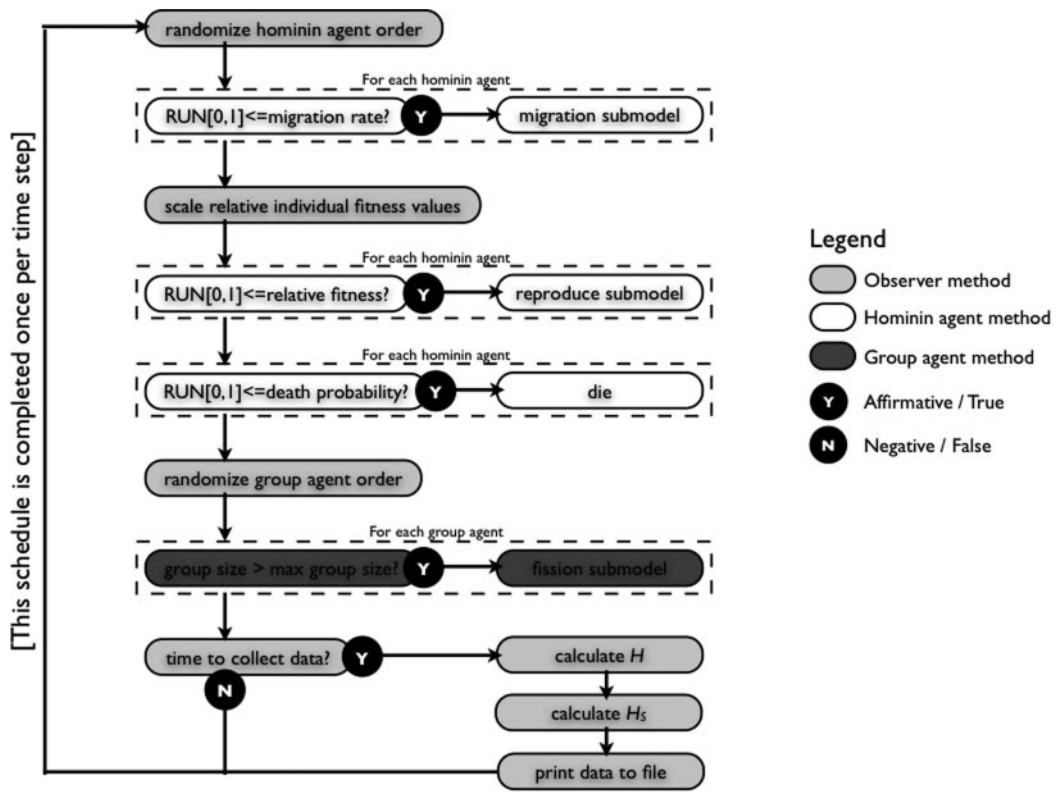 randomize hominin agent order
For each hominin agent
RUN[0,1]<=migration rate?
Y
migration submodel
scale relative individual fitness values
For each hominin agent
RUN[0,1]<=relative fitness?
Y
reproduce submodel
For each hominin agent
RUN[0,1]<=death probability?
Y
die
randomize group agent order
For each group agent
group size > max group size?
Y
fission submodel
time to collect data?
Y
N
calculate H
calculate Hs
print data to file
[This schedule is completed once per time step]
Legend
Observer method
Hominin agent method
Group agent method
Y
Affirmative / True
N
Negative / False